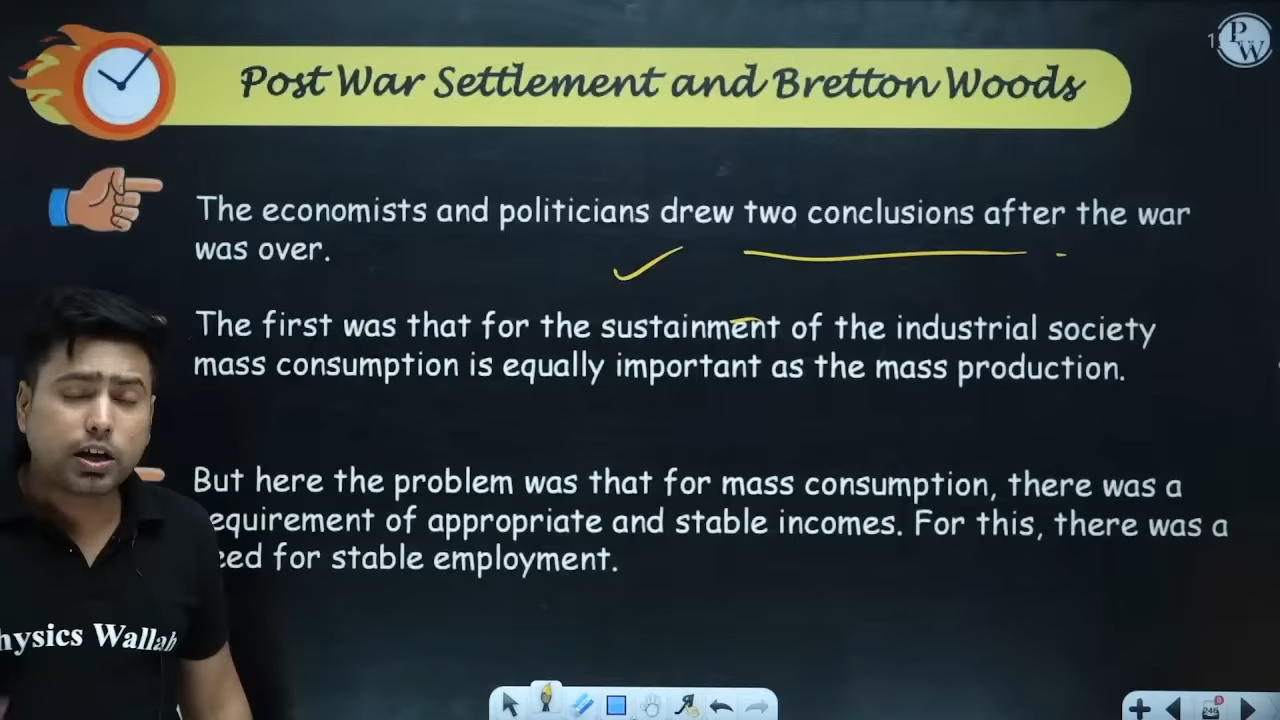 Post War Settlement and Bretton Woods
PW
The economists and politicians drew two conclusions after the war
was over.
The first was that for the sustainment of the industrial society
mass consumption is equally important as the mass production.
But here the problem was that for mass consumption, there was a
equirement of appropriate and stable incomes. For this, there was a
eed for stable employment.
hysics Wallah
246